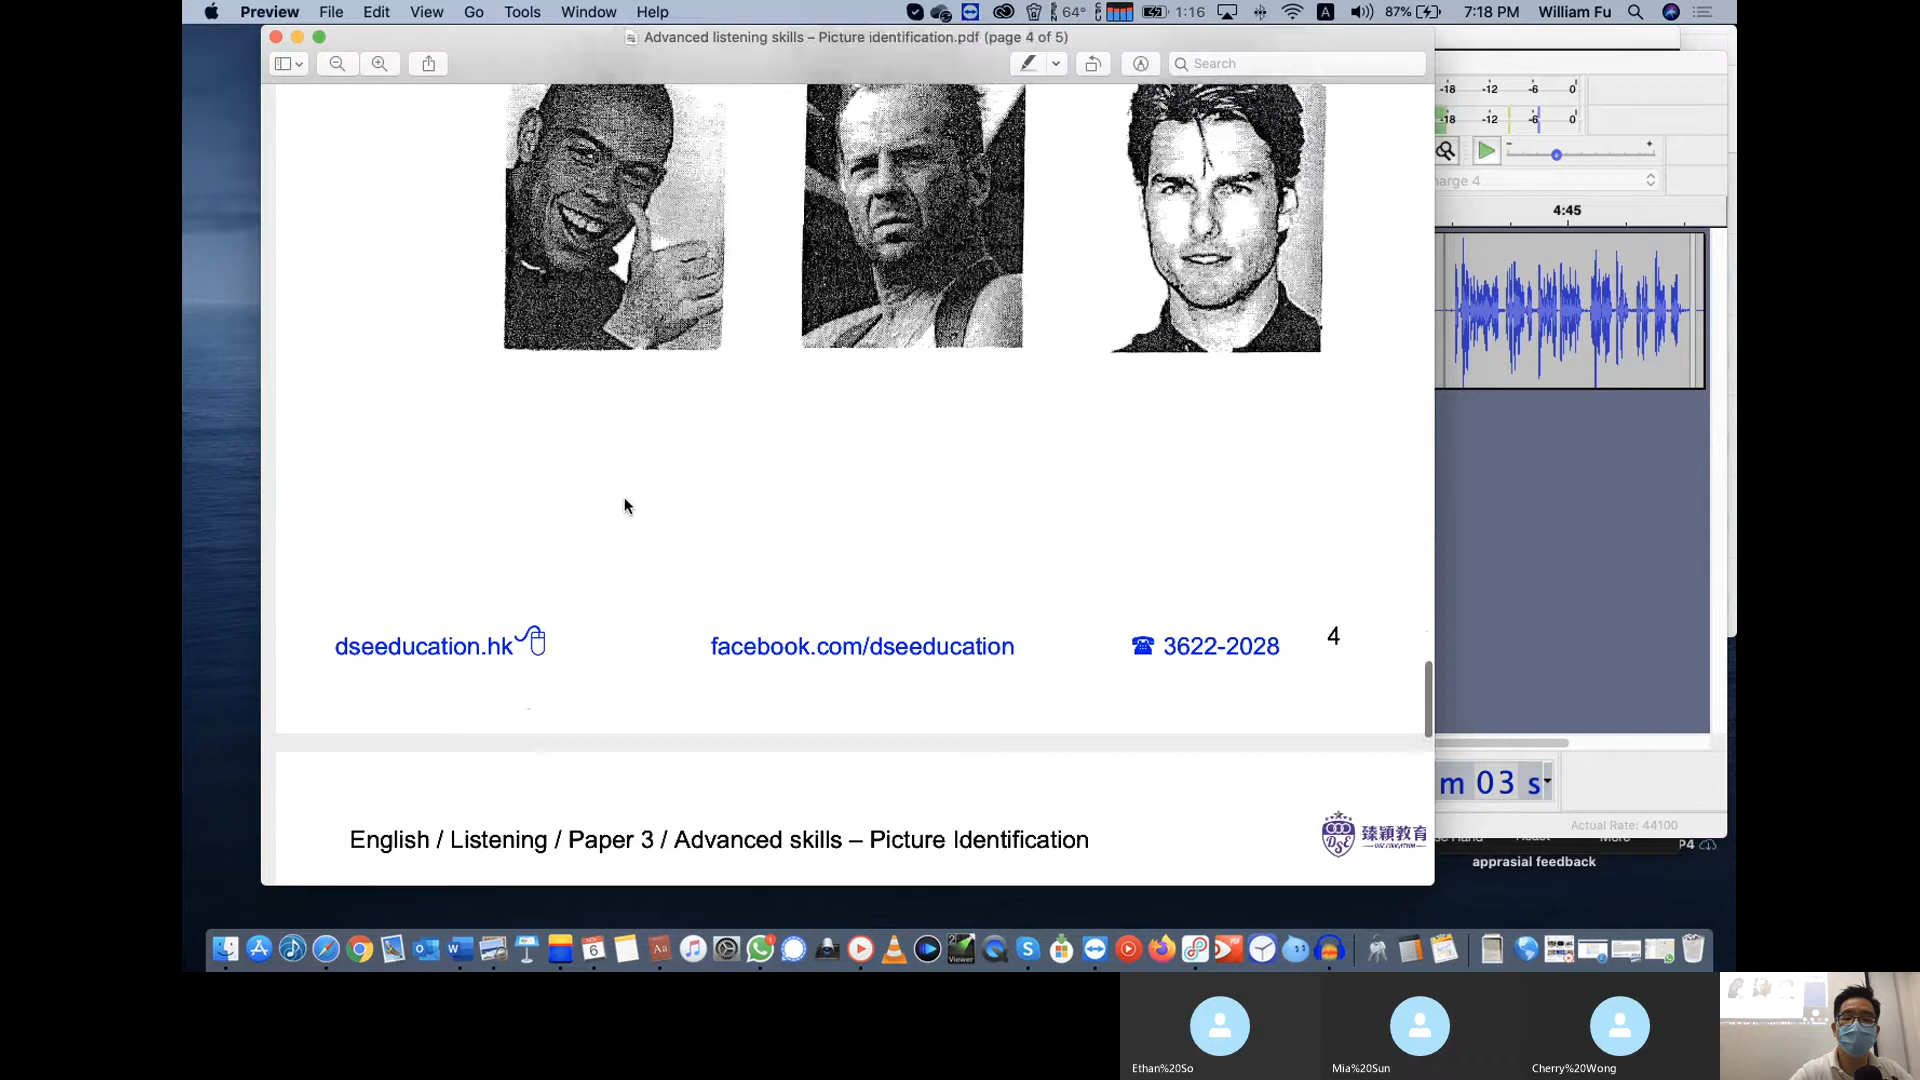 Preview File Edit View Go Tools Window Help 64° 1:16 A 87% 7:18 PM William Fu
Advanced listening skills – Picture identification.pdf (page 4 of 5)
Search
-18 -12 -6 0
-18 -12 -6 0
4:45
dseeducation.hk facebook.com/dseeducation ☎ 3622-2028 4
m 03 s
Actual Rate: 44100
English / Listening / Paper 3 / Advanced skills – Picture Identification
臻穎教育
DSE EDUCATION
apprasial feedback
Ethan%20So Mia%20Sun Cherry%20Wong